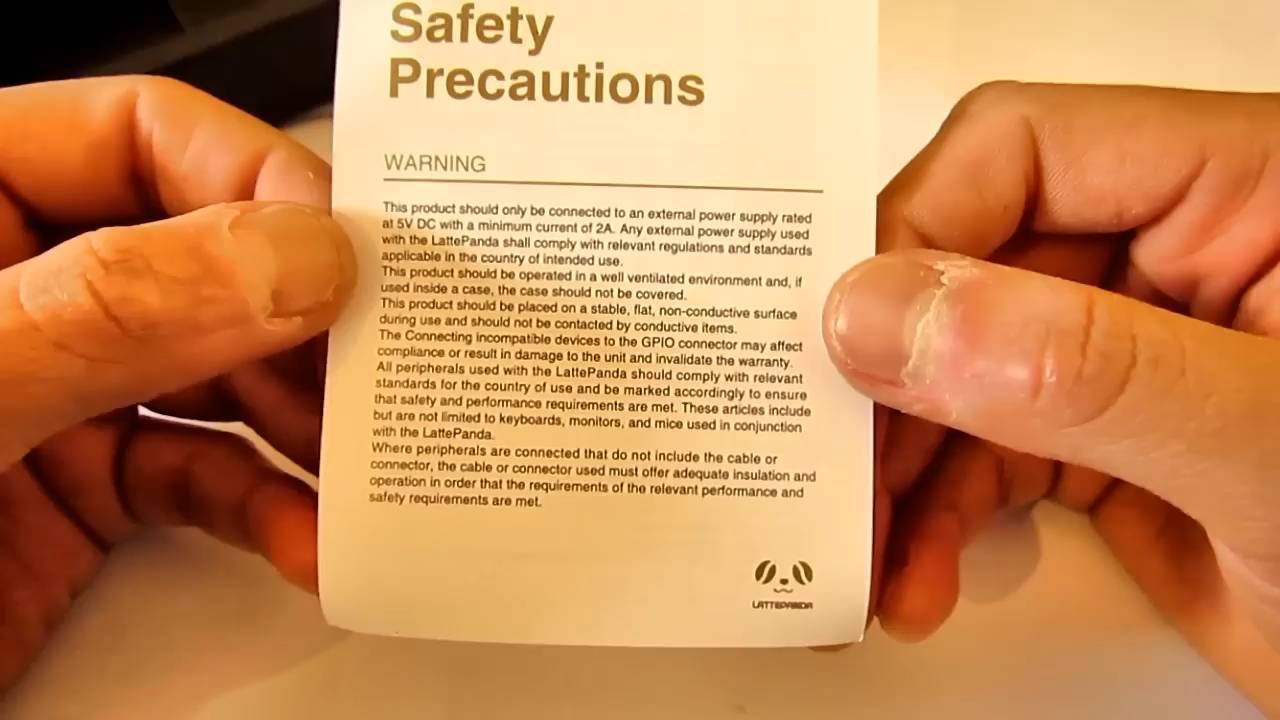 Safety
Precautions
WARNING
This product should only be connected to an external power supply rated
at 5V DC with a minimum current of 2A. Any external power supply used
with the LattePanda shall comply with relevant regulations and standards
applicable in the country of intended use.
This product should be operated in a well ventilated environment and, if
used inside a case, the case should not be covered.
This product should be placed on a stable, flat, non-conductive surface
during use and should not be contacted by conductive items.
The Connecting incompatible devices to the GPIO connector may affect
compliance or result in damage to the unit and invalidate the warranty.
All peripherals used with the LattePanda should comply with relevant
standards for the country of use and be marked accordingly to ensure
that safety and performance requirements are met. These articles include
but are not limited to keyboards, monitors, and mice used in conjunction
with the LattePanda.
Where peripherals are connected that do not include the cable or
connector, the cable or connector used must offer adequate insulation and
operation in order that the requirements of the relevant performance and
safety requirements are met.
LATTEPANDA